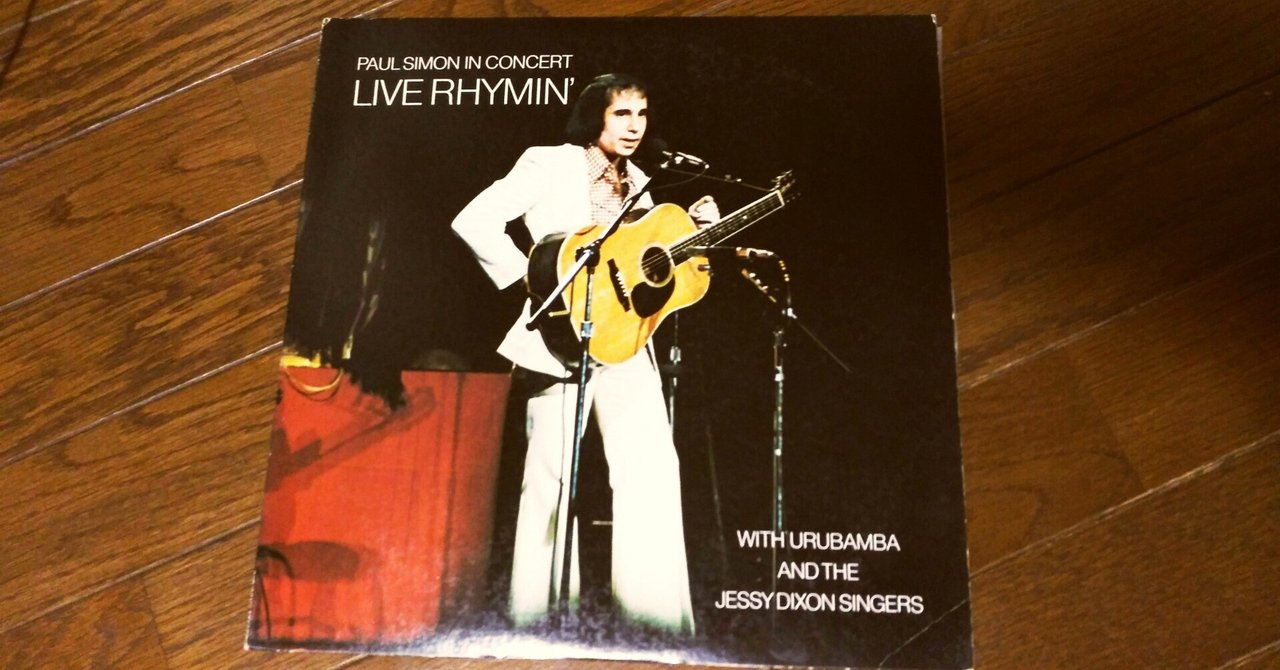 PAUL SIMON IN CONCERT
LIVE RHYMIN'
WITH URUBAMBA
AND THE
JESSY DIXON SINGERS